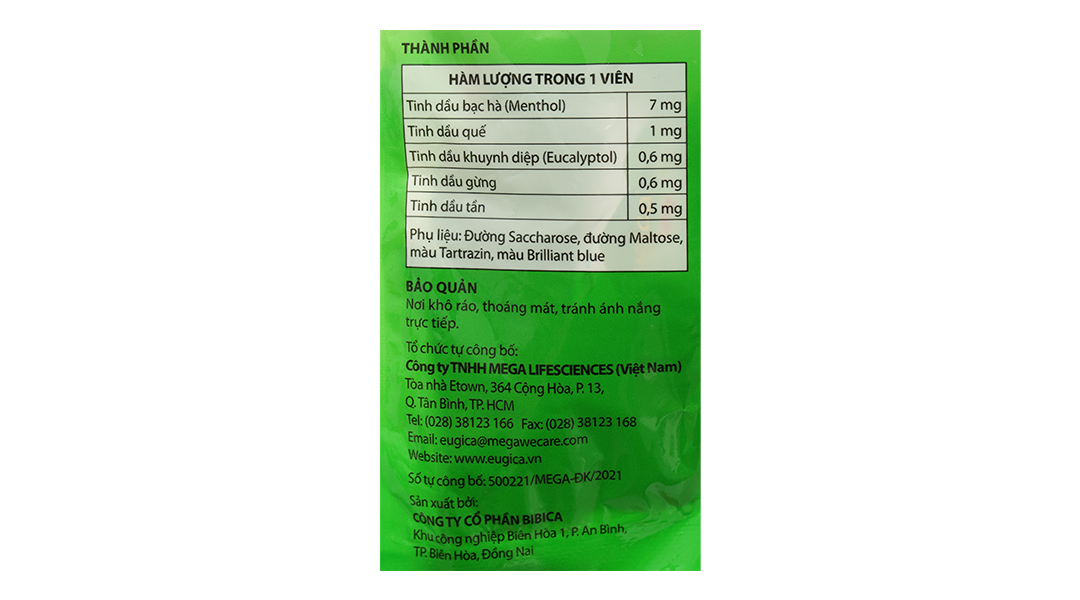 THÀNH PHẦN
HÀM LƯỢNG TRONG 1 VIÊN
Tinh dầu bạc hà (Menthol) 7 mg
Tinh dầu quế 1 mg
Tinh dầu khuynh diệp (Eucalyptol) 0,6 mg
Tinh dầu gừng 0,6 mg
Tinh dầu tần 0,5 mg
Phụ liệu: Đường Saccharose, đường Maltose,
màu Tartrazin, màu Brilliant blue
BẢO QUẢN
Nơi khô ráo, thoáng mát, tránh ánh nắng
trực tiếp.
Tổ chức tự công bố:
Công ty TNHH MEGA LIFESCIENCES (Việt Nam)
Tòa nhà Etown, 364 Cộng Hòa, P. 13,
Q. Tân Bình, TP. HCM
Tel: (028) 38123 166 Fax: (028) 38123 168
Email: eugica@megawecare.com
Website: www.eugica.vn
Số tự công bố: 500221/MEGA-ĐK/2021
Sản xuất bởi:
CÔNG TY CỔ PHẦN BIBICA
Khu công nghiệp Biên Hòa 1, P. An Bình,
TP. Biên Hòa, Đồng Nai